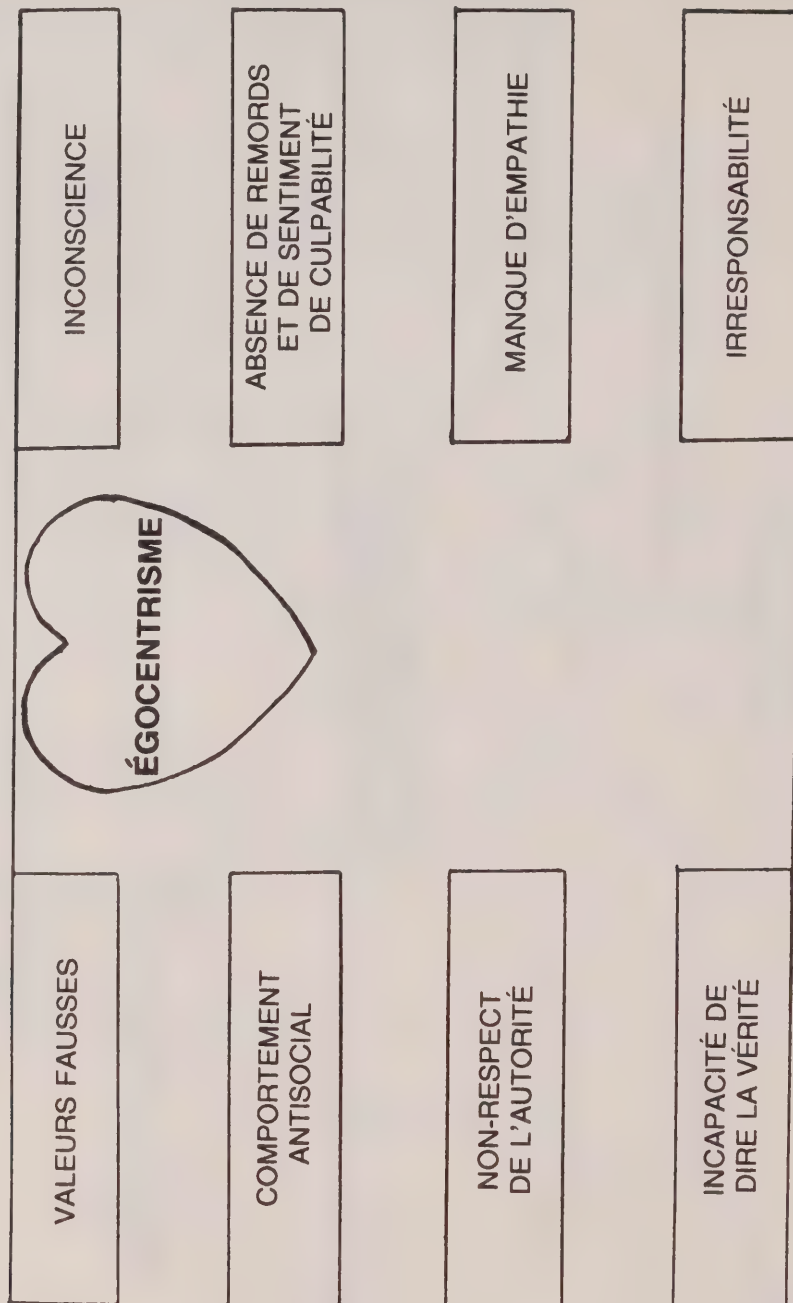 VALEURS FAUSSES
COMPORTEMENT
ANTISOCIAL
NON-RESPECT
DE L'AUTORITÉ
INCAPACITÉ DE
DIRE LA VÉRITÉ
ÉGOCENTRISME
INCONSCIENCE
ABSENCE DE REMORDS
ET DE SENTIMENT
DE CULPABILITÉ
MANQUE D'EMPATHIE
IRRESPONSABILITÉ